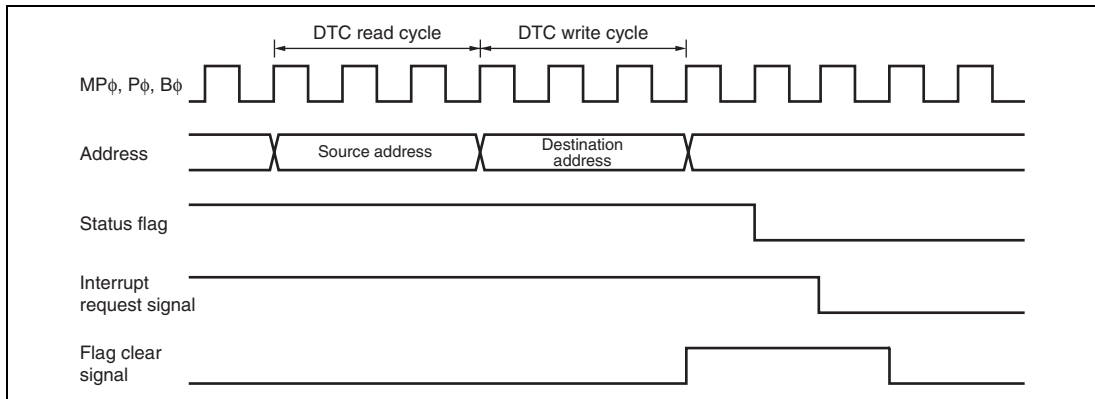 DTC read cycle
DTC write cycle
MPϕ, Pϕ, Bϕ
Address
Source address
Destination
address
Status flag
Interrupt
request signal
Flag clear
signal